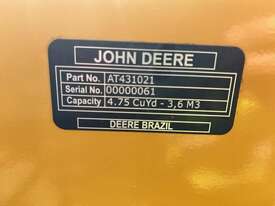 JOHN DEERE
Part No. AT431021
Serial No. 00000061
Capacity 4.75 CuYd - 3,6 M3
DEERE BRAZIL